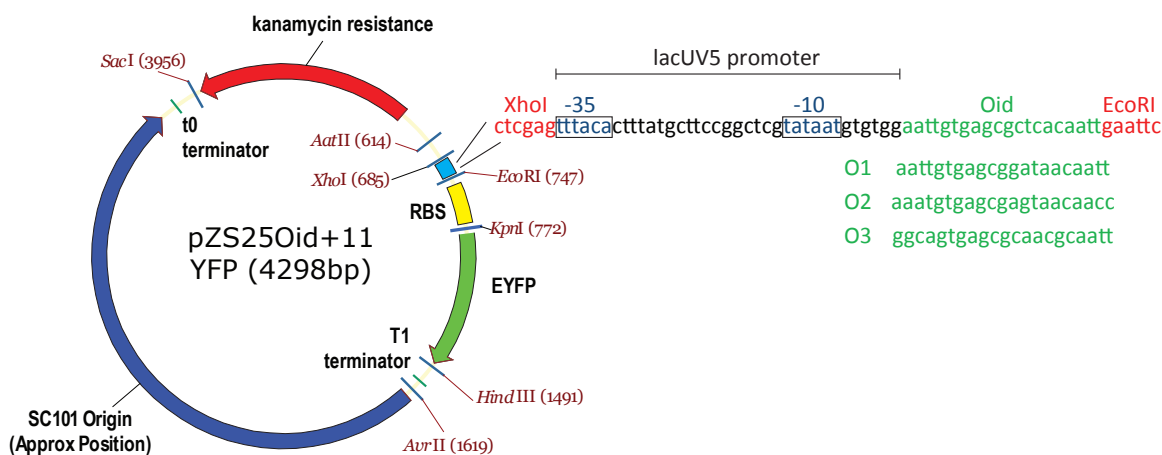 kanamycin resistance
SacI (3956)
t0
terminator
AatII (614)
XhoI (685)
EcoRI (747)
RBS
KpnI (772)
pZS25Oid+11
YFP (4298bp)
EYFP
T1
terminator
HindIII (1491)
SC101 Origin
(Approx Position)
AvrII (1619)
lacUV5 promoter
XhoI -35 -10 Oid EcoRI
ctcgagtttacactttatgcttccggctcgtataatgtgtggaattgtgagcgctcacaattgaattc
O1 aattgtgagcggataacaatt
O2 aaatgtgagcgagtaacaacc
O3 ggcagtgagcgcaacgcaatt